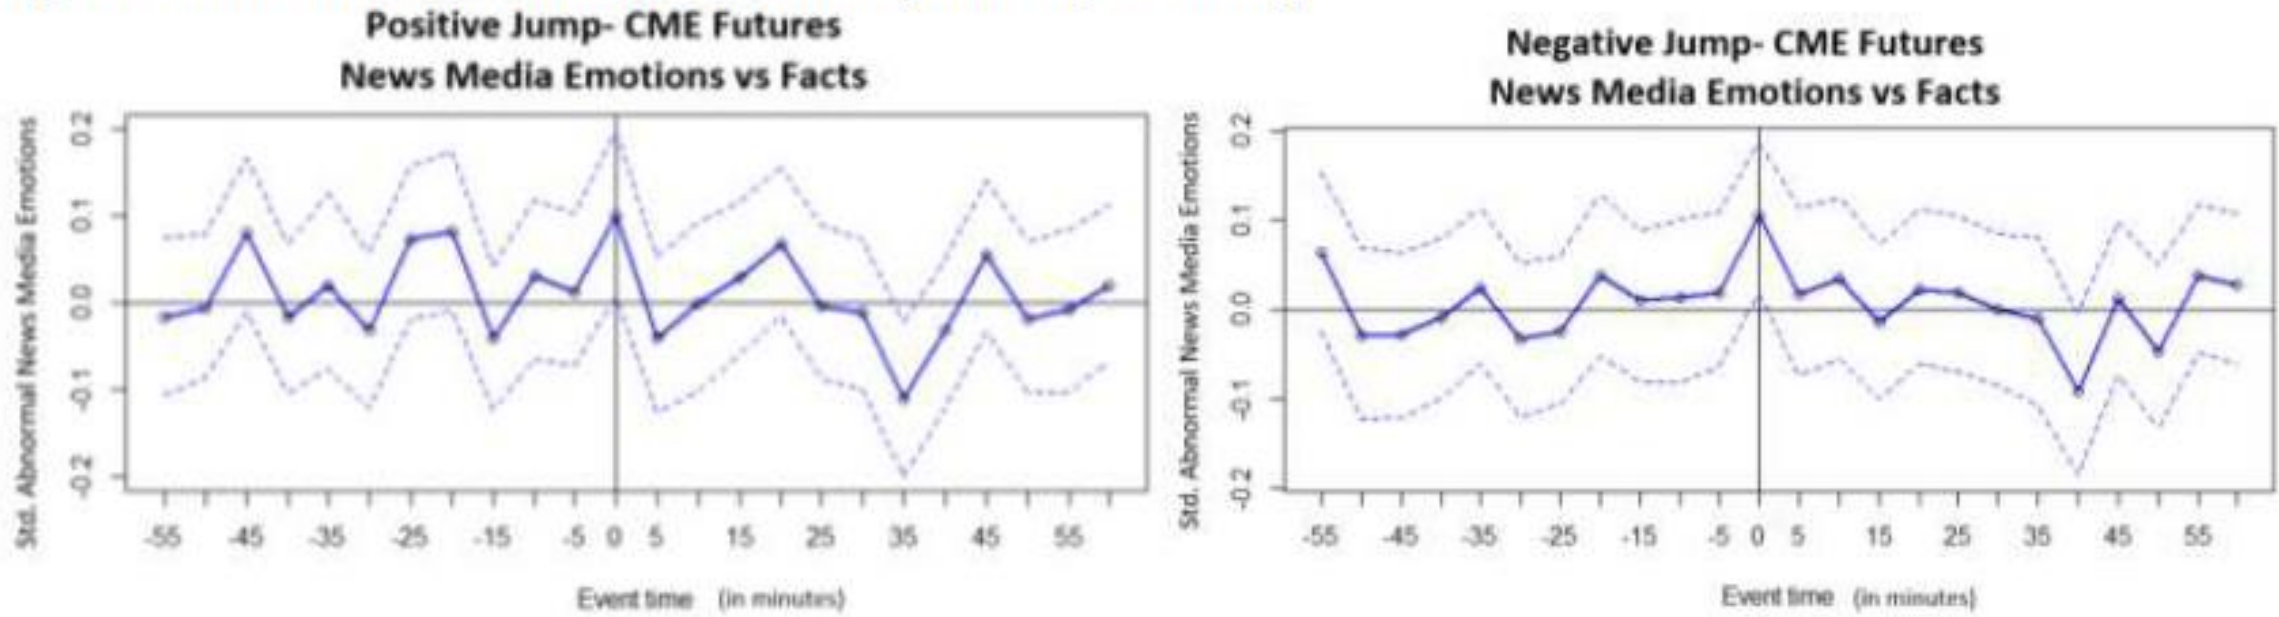 Positive Jump- CME Futures
News Media Emotions vs Facts
Std. Abnormal News Media Emotions
0.2
0.1
0.0
-0.1
-0.2
-55 -45 -35 -25 -15 -5 0 5 15 25 35 45 55
Event time (in minutes)
Negative Jump- CME Futures
News Media Emotions vs Facts
Std. Abnormal News Media Emotions
0.2
0.1
0.0
-0.1
-0.2
-55 -45 -35 -25 -15 -5 0 5 15 25 35 45 55
Event time (in minutes)